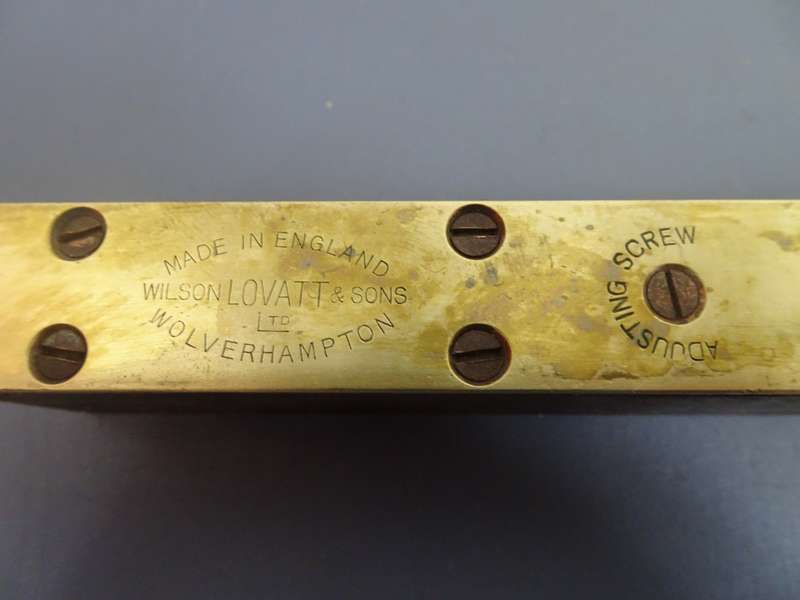 MADE IN ENGLAND
WILSON LOVATT & SONS
LTD
WOLVERHAMPTON
ADJUSTING SCREW